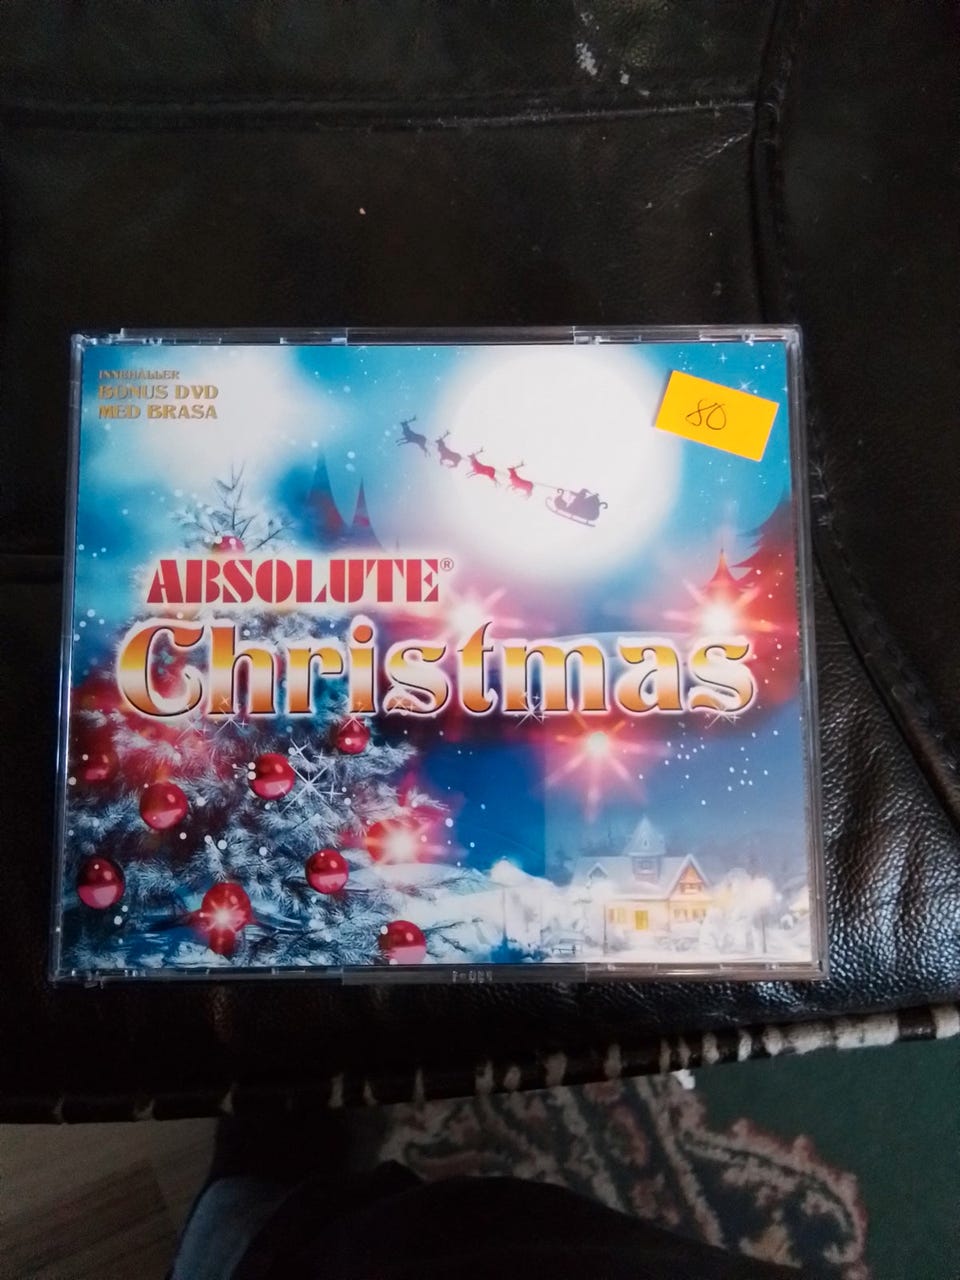 INNEHÅLLER
BONUS DVD
MED BRASA
80
ABSOLUTE®
Christmas